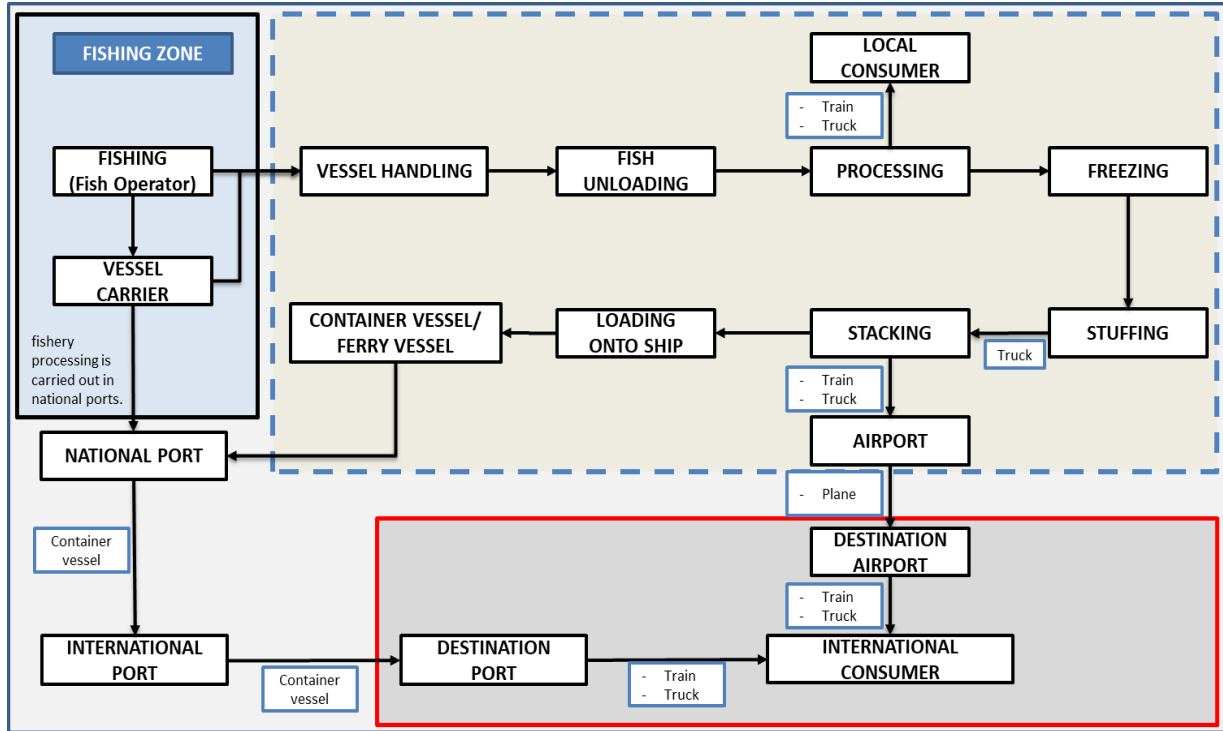 FISHING ZONE
FISHING
(Fish Operator)
VESSEL
CARRIER
fishery
processing is
carried out in
national ports.
LOCAL
CONSUMER
- Train
- Truck
VESSEL HANDLING
FISH
UNLOADING
PROCESSING
FREEZING
CONTAINER VESSEL/
FERRY VESSEL
LOADING
ONTO SHIP
STACKING
STUFFING
Truck
- Train
- Truck
AIRPORT
NATIONAL PORT
- Plane
Container
vessel
DESTINATION
AIRPORT
- Train
- Truck
INTERNATIONAL
PORT
Container
vessel
DESTINATION
PORT
- Train
- Truck
INTERNATIONAL
CONSUMER